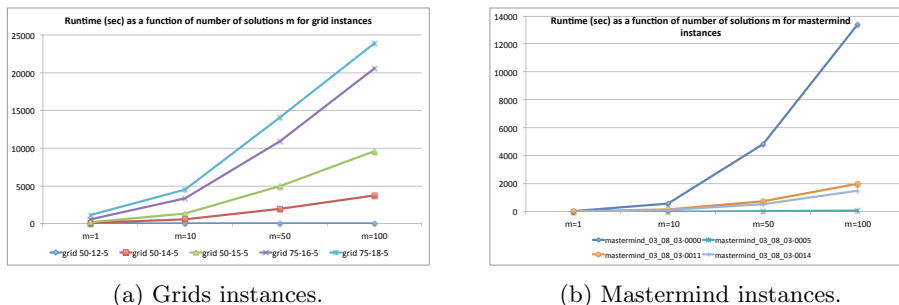 Runtime (sec) as a function of number of solutions m for grid instances
25000
20000
15000
10000
5000
0
m=1 m=10 m=50 m=100
grid 50-12-5 grid 50-14-5 grid 50-15-5 grid 75-16-5 grid 75-18-5
(a) Grids instances.
Runtime (sec) as a function of number of solutions m for mastermind
instances
14000
12000
10000
8000
6000
4000
2000
0
m=1 m=10 m=50 m=100
mastermind_03_08_03-0000 mastermind_03_08_03-0005
mastermind_03_08_03-0011 mastermind_03_08_03-0014
(b) Mastermind instances.